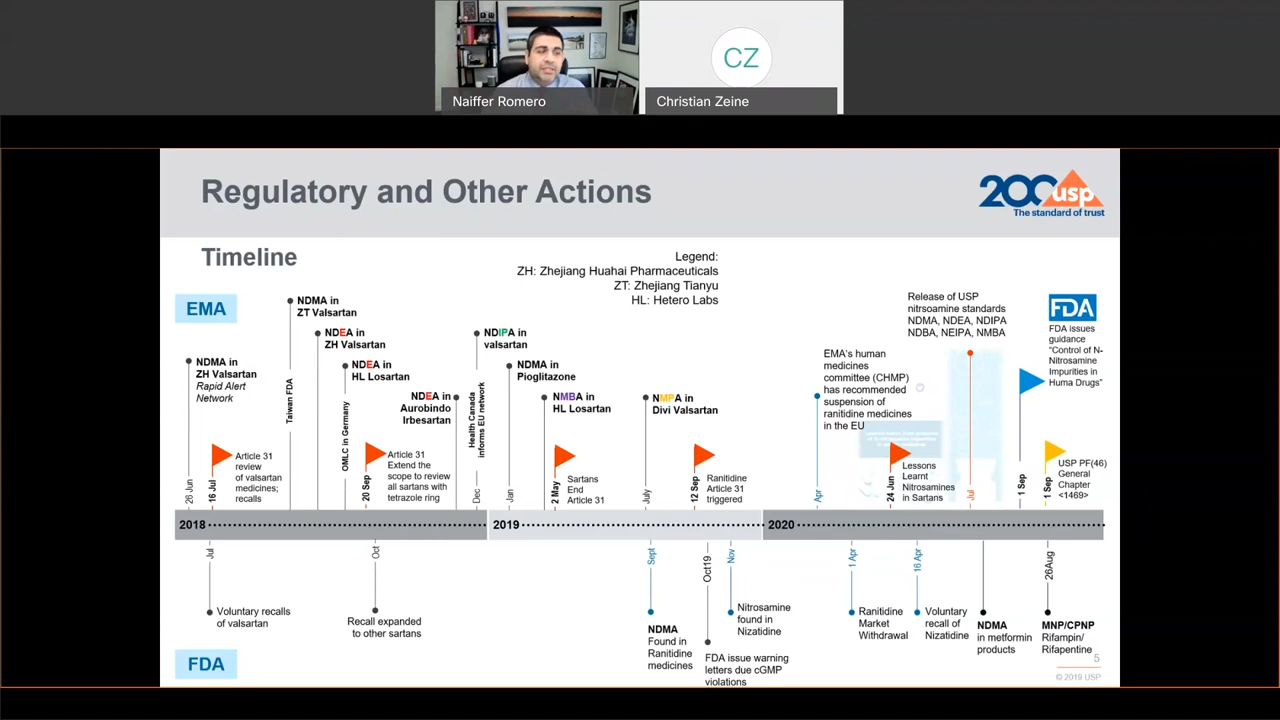 CZ
Naiffer Romero
Christian Zeine
Regulatory and Other Actions
200 usp
The standard of trust
Timeline
Legend:
ZH: Zhejiang Huahai Pharmaceuticals
ZT: Zhejiang Tianyu
HL: Hetero Labs
EMA
NDMA in
ZH Valsartan
Rapid Alert
Network
26 Jun
16 Jul
Article 31
review
of valsartan
medicines;
recalls
NDMA in
ZT Valsartan
Taiwan FDA
NDEA in
ZH Valsartan
NDEA in
HL Losartan
OMLC in Germany
20 Sep
Article 31
Extend the
scope to review
all sartans with
tetrazole ring
NDEA in
Aurobindo
Irbesartan
NDIPA in
valsartan
Health Canada
informs EU network
Dec
NDMA in
Pioglitazone
Jan
NMBA in
HL Losartan
2 May
Sartans
End
Article 31
NMPA in
Divi Valsartan
July
12 Sep
Ranitidine
Article 31
triggered
EMA's human
medicines
committee (CHMP)
has recommended
suspension of
ranitidine medicines
in the EU
Apr
24 Jun
Lessons
Learnt
Nitrosamines
in Sartans
Release of USP
nitrosamine standards
NDMA, NDEA, NDIPA
NDBA, NEIPA, NMBA
Jul
FDA
FDA issues
guidance
"Control of N-
Nitrosamine
Impurities in
Huma Drugs"
1 Sep
1 Sep
USP PF(46)
General
Chapter
<1469>
2018
2019
2020
Jul
Voluntary recalls
of valsartan
Oct
Recall expanded
to other sartans
Sept
NDMA
Found in
Ranitidine
medicines
Oct19
FDA issue warning
letters due cGMP
violations
Nov
Nitrosamine
found in
Nizatidine
1 Apr
Ranitidine
Market
Withdrawal
16 Apr
Voluntary
recall of
Nizatidine
NDMA
in metformin
products
26Aug
MNP/CPNP
Rifampin/
Rifapentine
FDA
5
© 2019 USP